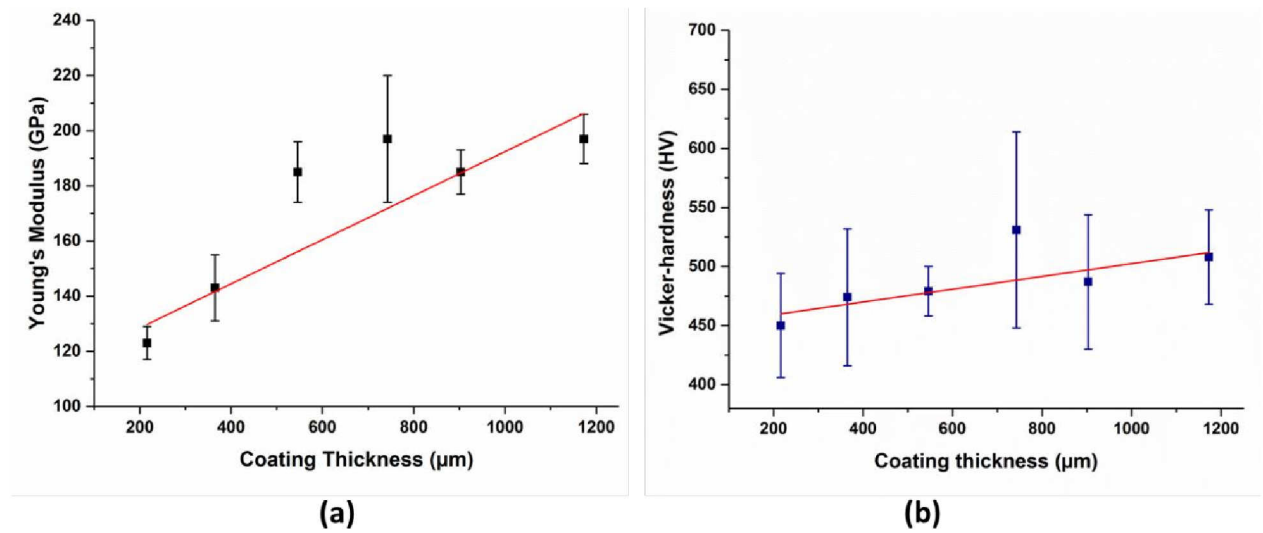 240
220
200
180
160
140
120
100
Young's Modulus (GPa)
200 400 600 800 1000 1200
Coating Thickness (μm)
(a)
700
650
600
550
500
450
400
Vicker-hardness (HV)
200 400 600 800 1000 1200
Coating thickness (μm)
(b)